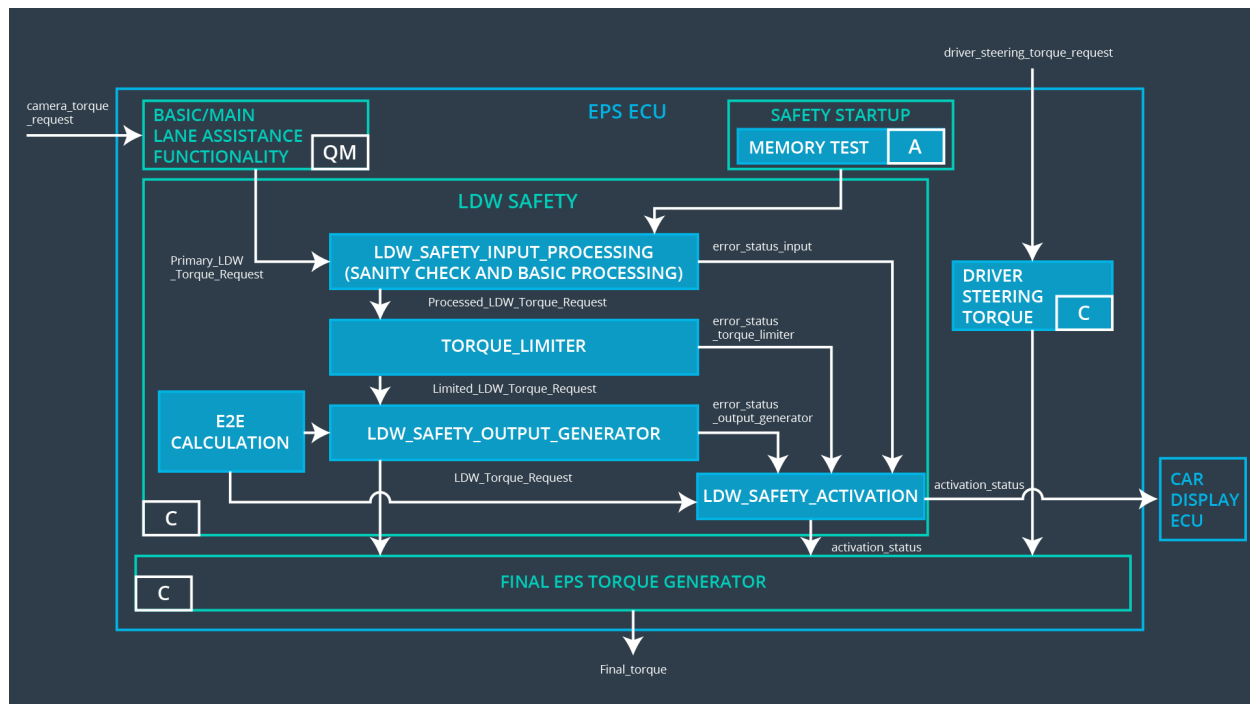 driver_steering_torque_request
camera_torque
_request
EPS ECU
BASIC/MAIN
LANE ASSISTANCE
FUNCTIONALITY
QM
SAFETY STARTUP
MEMORY TEST
A
LDW SAFETY
Primary_LDW
_Torque_Request
LDW_SAFETY_INPUT_PROCESSING
(SANITY CHECK AND BASIC PROCESSING)
error_status_input
DRIVER
STEERING
TORQUE
C
Processed_LDW_Torque_Request
TORQUE_LIMITER
error_status
_torque_limiter
Limited_LDW_Torque_Request
E2E
CALCULATION
LDW_SAFETY_OUTPUT_GENERATOR
error_status
_output_generator
LDW_Torque_Request
LDW_SAFETY_ACTIVATION
activation_status
CAR
DISPLAY
ECU
C
activation_status
FINAL EPS TORQUE GENERATOR
C
Final_torque